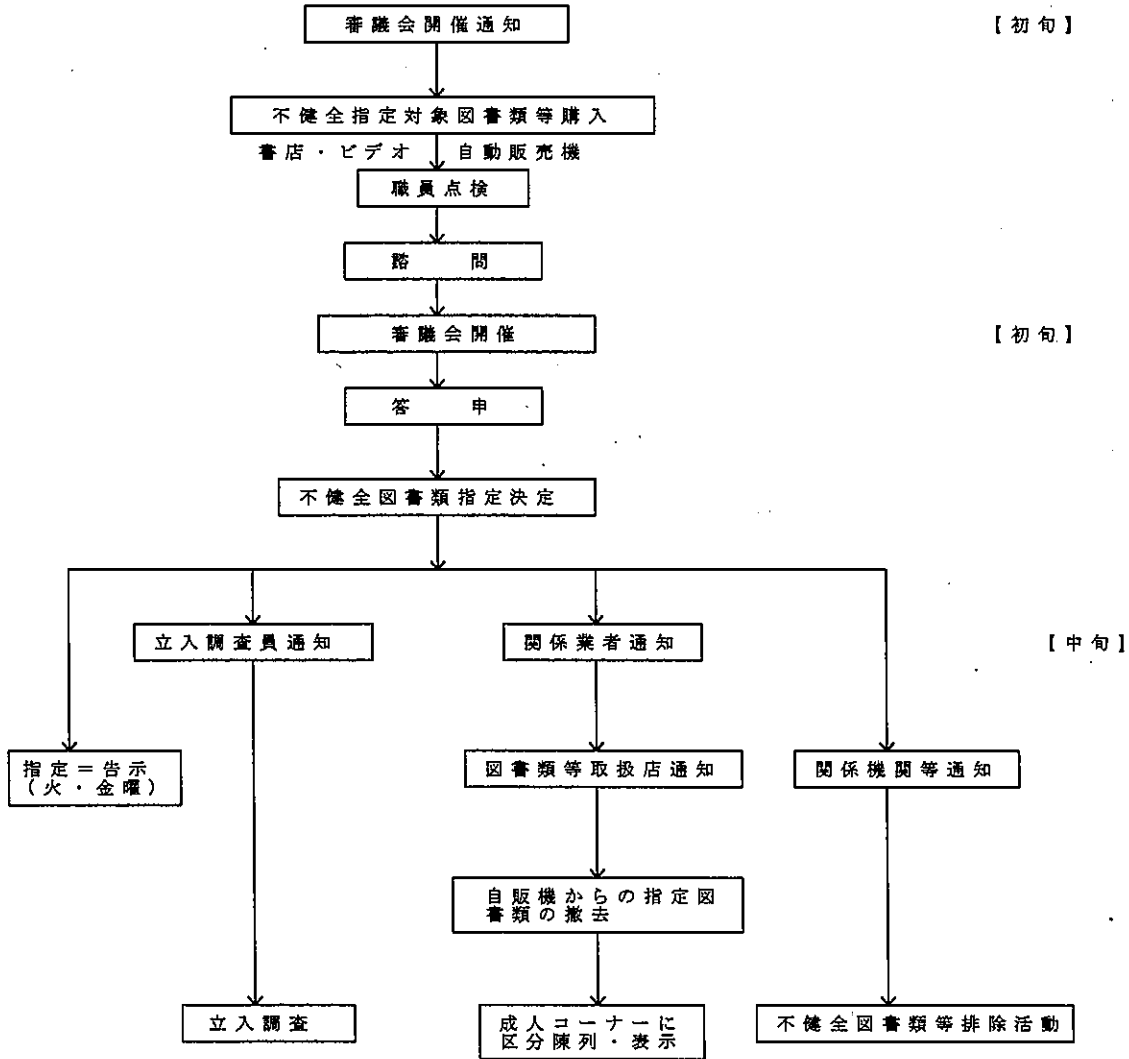 審議会開催通知
【初旬】
不健全指定対象図書類等購入
書店・ビデオ 自動販売機
職員点検
諮 問
審議会開催
【初旬】
答 申
不健全図書類指定決定
立入調査員通知
関係業者通知
【中旬】
指定=告示
(火・金曜)
図書類等取扱店通知
関係機関等通知
自販機からの指定図
書類の撤去
立入調査
成人コーナーに
区分陳列・表示
不健全図書類等排除活動